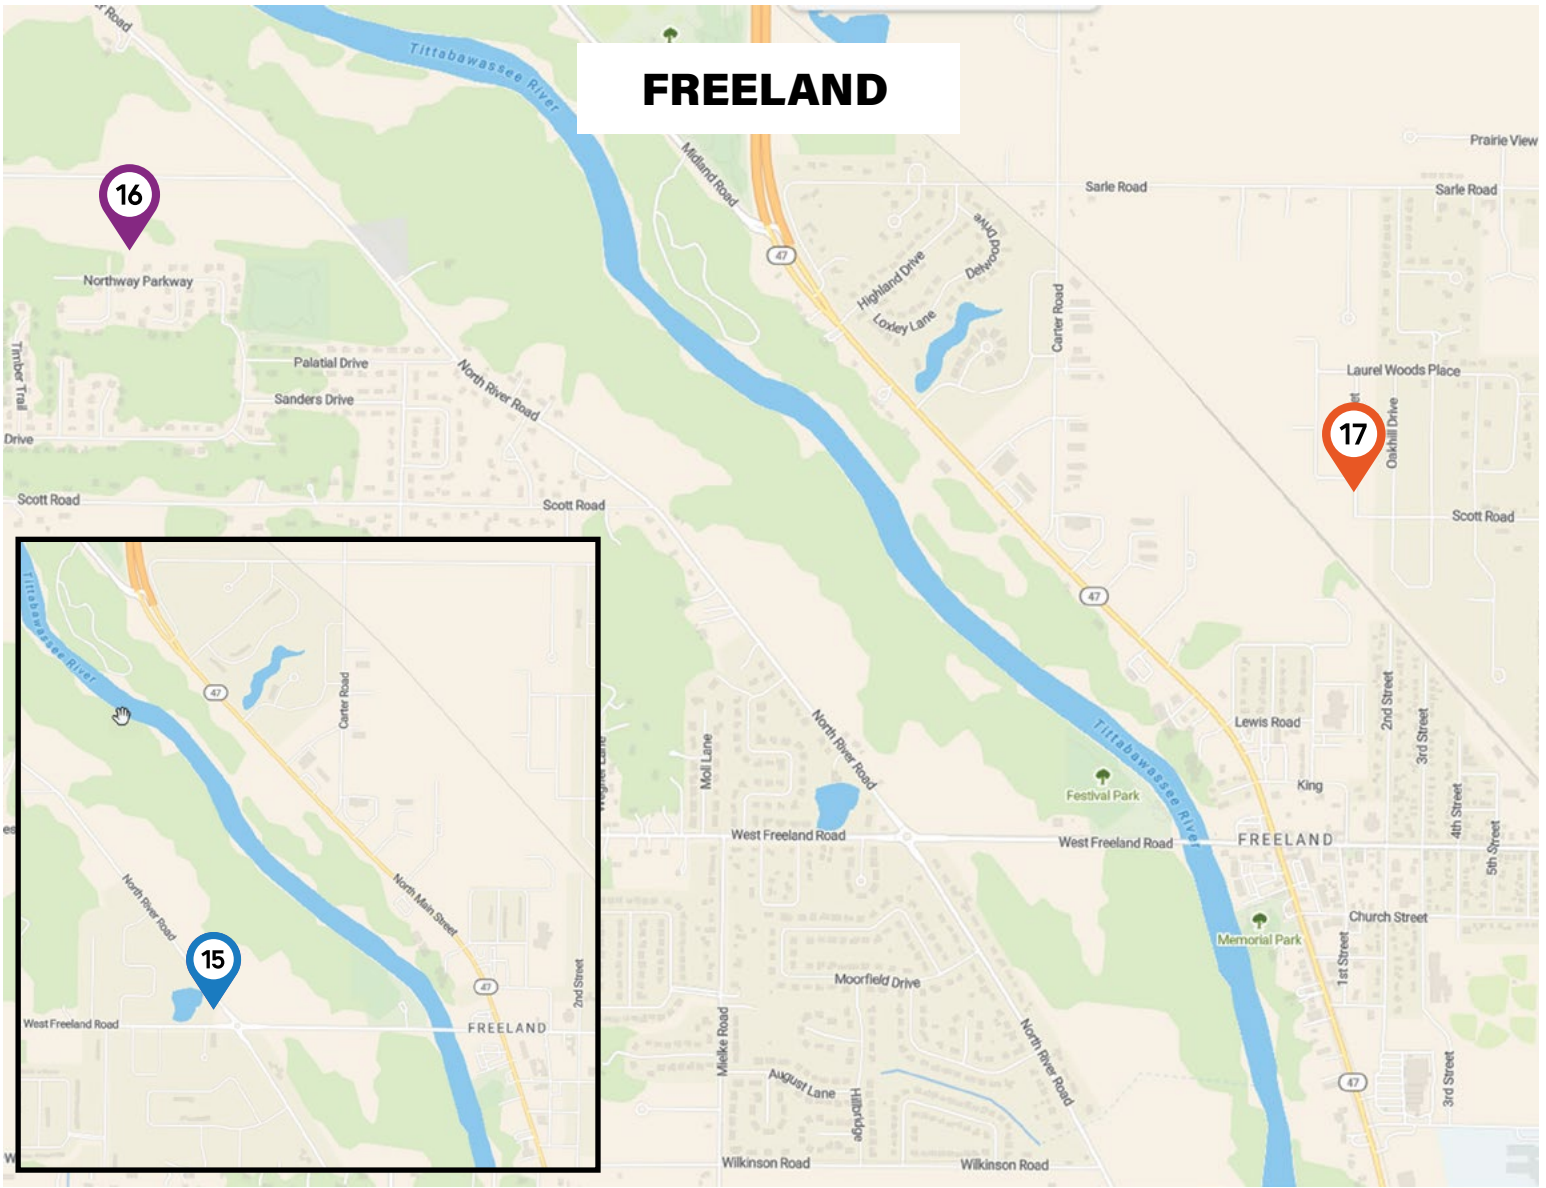 r Road
Tittabawassee River
FREELAND
Midland Road
Prairie View
Sarle Road
Sarle Road
16
47
Delwood Drive
Highland Drive
Loxley Lane
Carter Road
Northway Parkway
Timber Trail
Palatial Drive
Sanders Drive
North River Road
Laurel Woods Place
et
Oakhill Drive
17
Drive
Scott Road
Scott Road
Scott Road
47
Tittabawassee River
47
Carter Road
North River Road
North Main Street
15
47
2nd Street
West Freeland Road
FREELAND
es
W
Moll Lane
North River Road
Lewis Road
2nd Street
3rd Street
King
4th Street
5th Street
Tittabawassee River
Festival Park
West Freeland Road
West Freeland Road
FREELAND
Church Street
Memorial Park
1st Street
Moorfield Drive
Mielke Road
North River Road
August Lane
Hillbridge
47
3rd Street
Wilkinson Road
Wilkinson Road